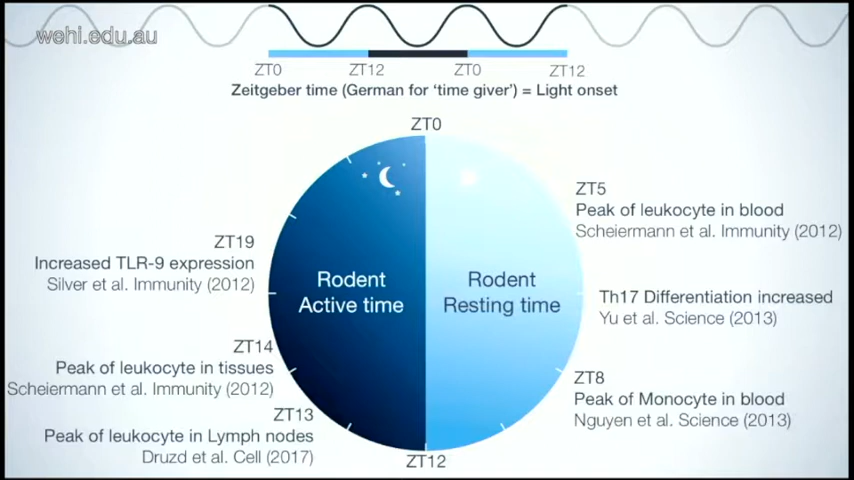 wehi.edu.au
ZT0
ZT12
ZT0
ZT12
Zeitgeber time (German for ‘time giver’) = Light onset
ZT0
ZT5
Peak of leukocyte in blood
Scheiermann et al. Immunity (2012)
ZT19
Increased TLR-9 expression
Silver et al. Immunity (2012)
Rodent
Active time
Rodent
Resting time
Th17 Differentiation increased
Yu et al. Science (2013)
ZT14
Peak of leukocyte in tissues
Scheiermann et al. Immunity (2012)
ZT8
Peak of Monocyte in blood
Nguyen et al. Science (2013)
ZT13
Peak of leukocyte in Lymph nodes
Druzd et al. Cell (2017)
ZT12